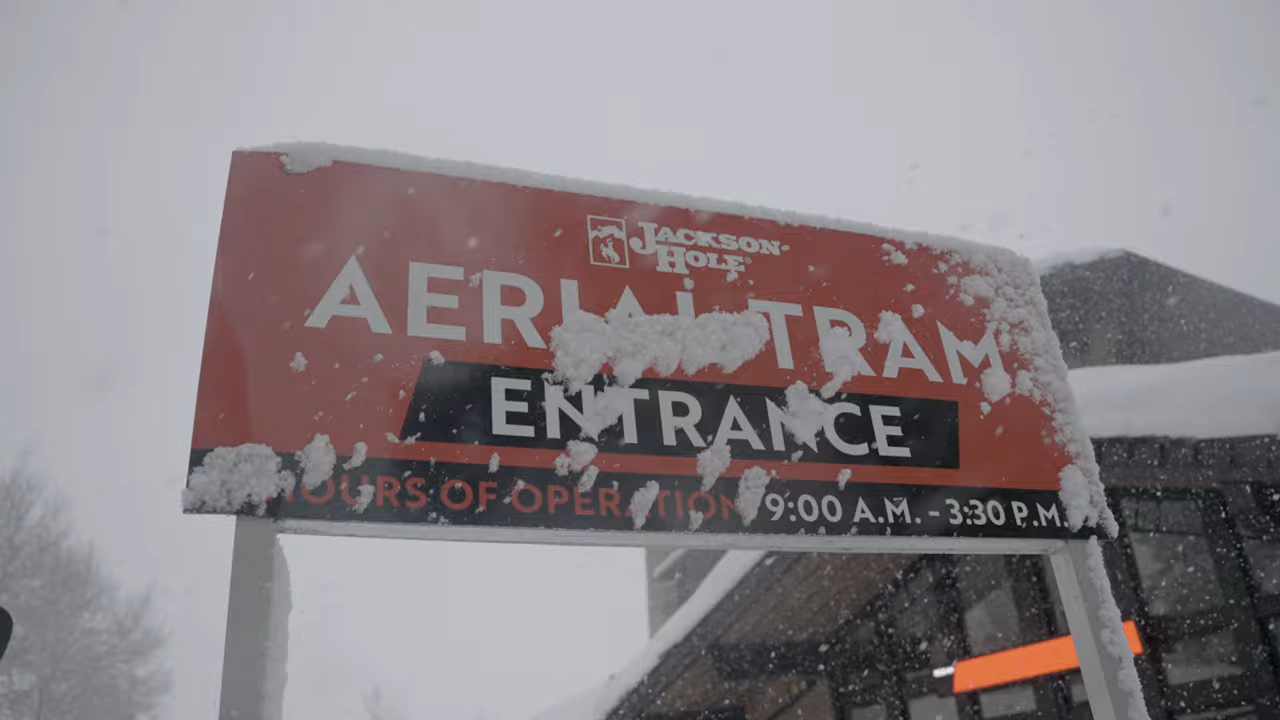 JACKSON
HOLE
AERIAL TRAM
ENTRANCE
HOURS OF OPERATION 9:00 A.M. - 3:30 P.M.